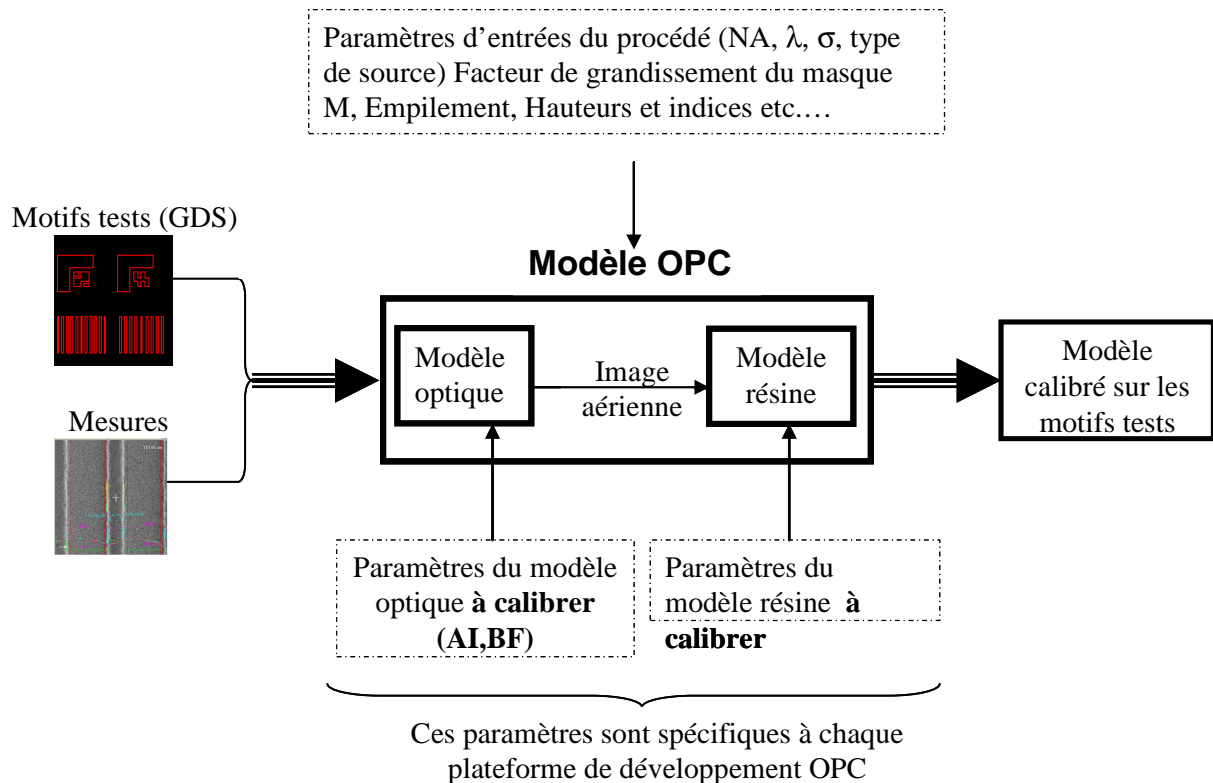 Paramètres d'entrées du procédé (NA, λ, σ, type
de source) Facteur de grandissement du masque
M, Empilement, Hauteurs et indices etc.…
Motifs tests (GDS)
Modèle OPC
Modèle
optique
Image
aérienne
Modèle
résine
Modèle
calibré sur les
motifs tests
Mesures
Paramètres du modèle
optique à calibrer
(AI,BF)
Paramètres du
modèle résine à
calibrer
Ces paramètres sont spécifiques à chaque
plateforme de développement OPC